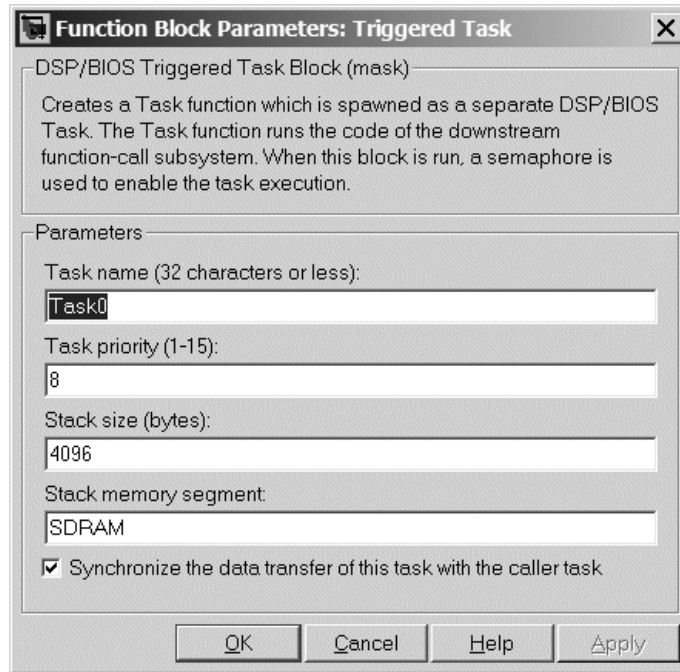 Function Block Parameters: Triggered Task
DSP/BIOS Triggered Task Block (mask)
Creates a Task function which is spawned as a separate DSP/BIOS
Task. The Task function runs the code of the downstream
function-call subsystem. When this block is run, a semaphore is
used to enable the task execution.
Parameters
Task name (32 characters or less):
Task0
Task priority (1-15):
8
Stack size (bytes):
4096
Stack memory segment:
SDRAM
Synchronize the data transfer of this task with the caller task
OK Cancel Help Apply